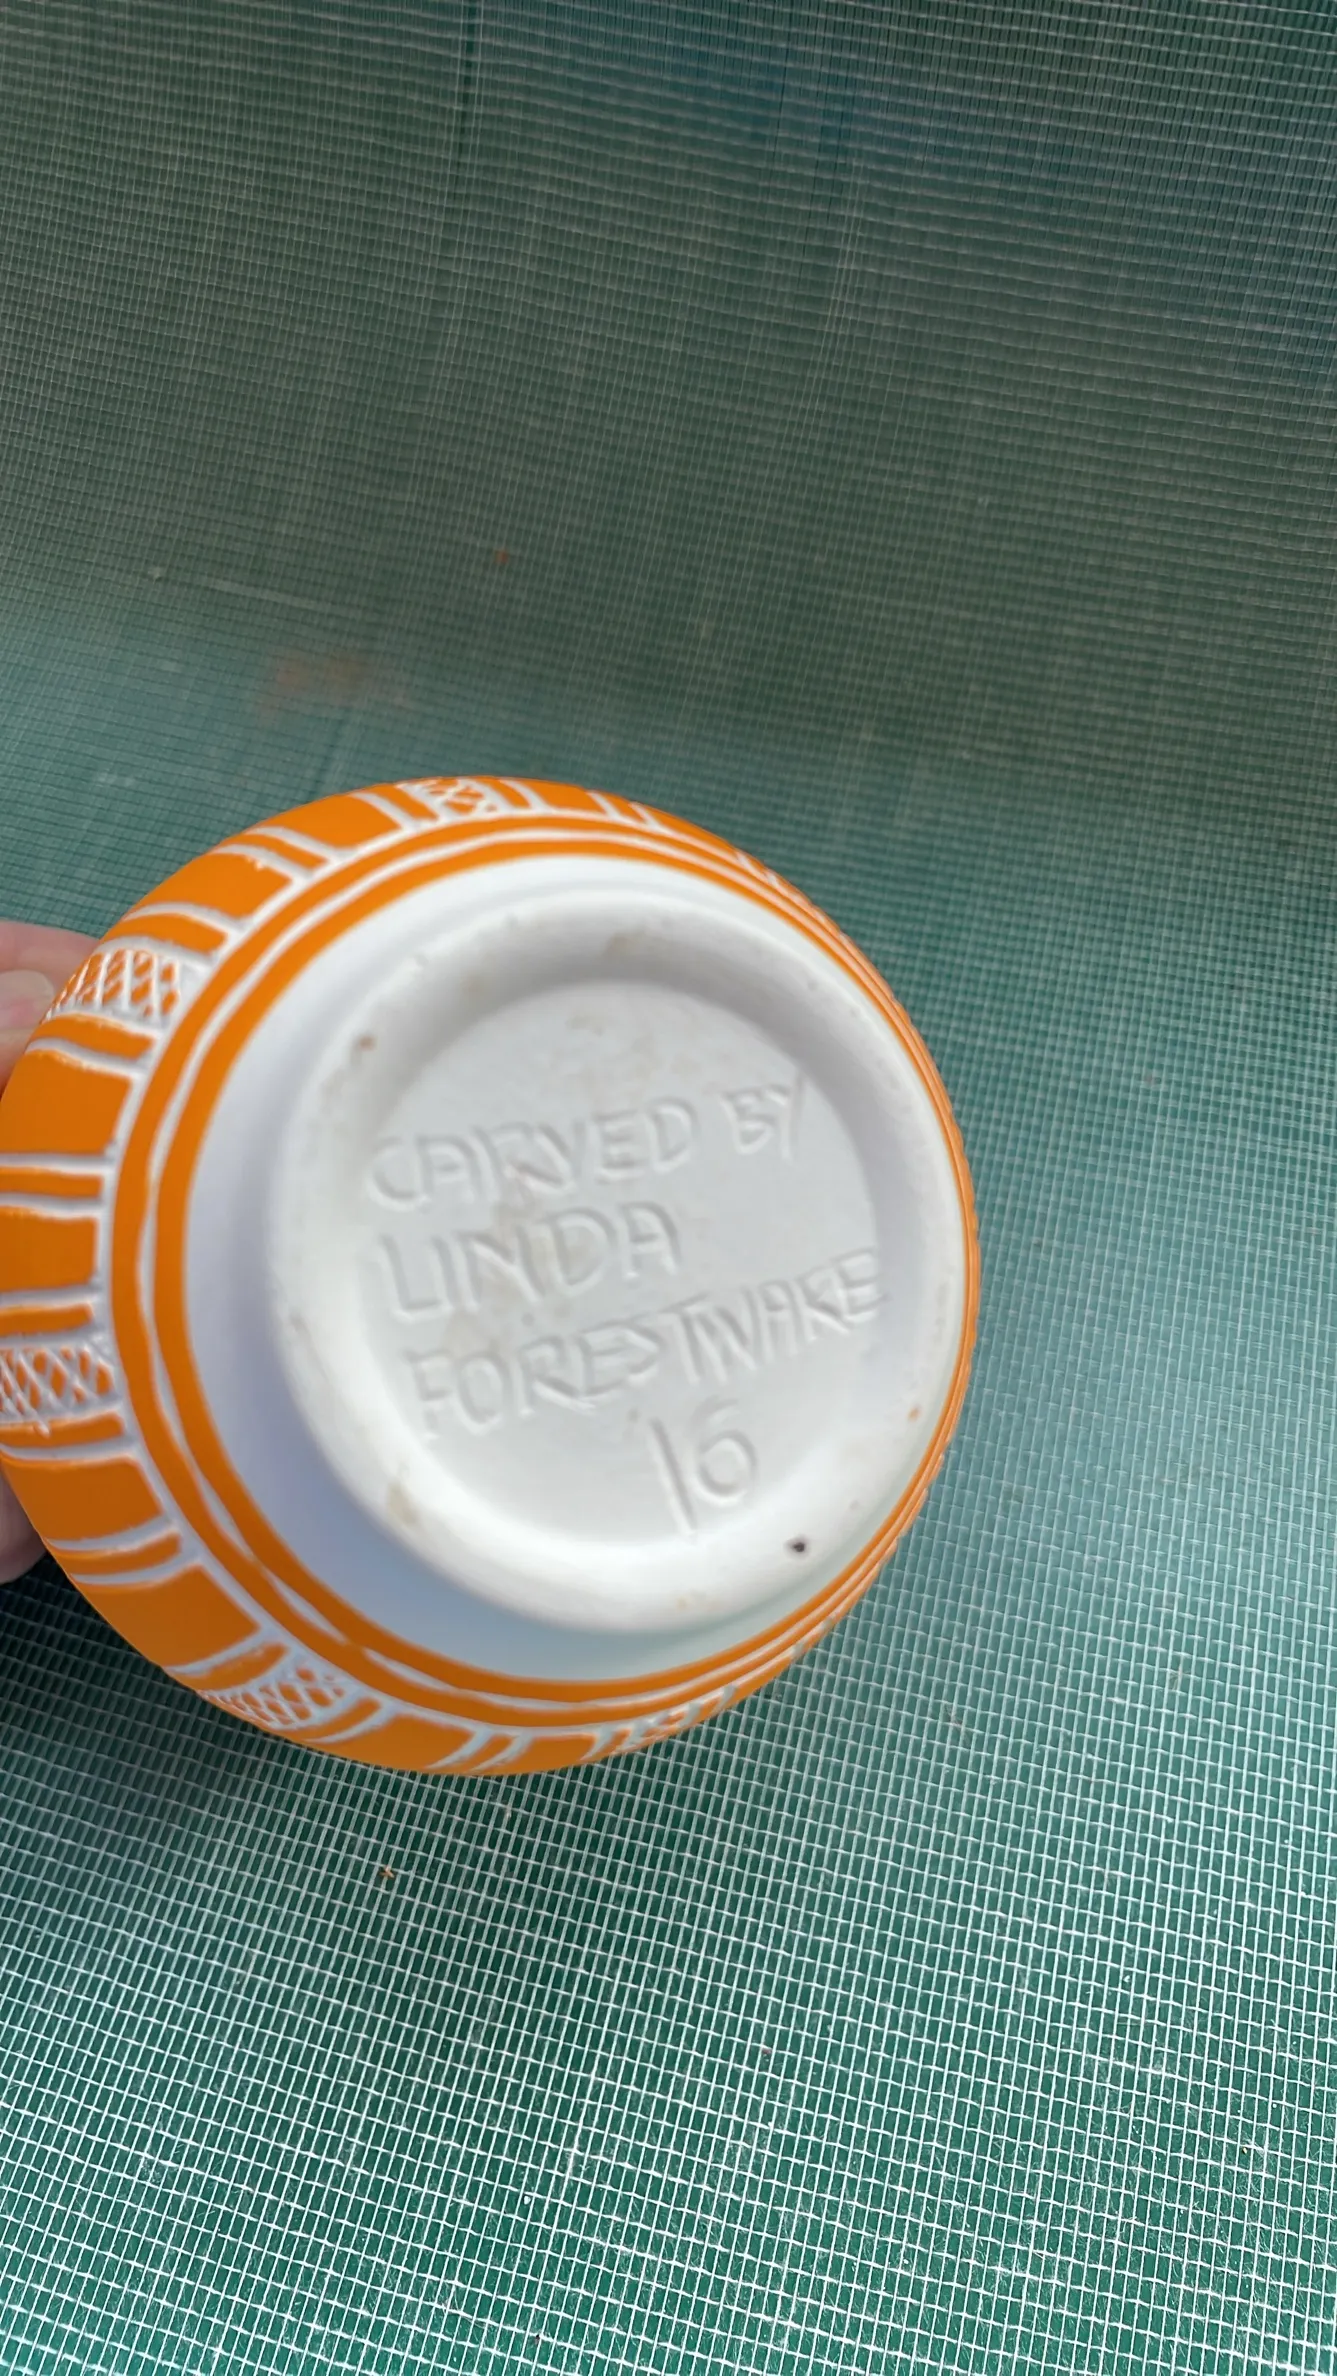 CARVED BY
LINDA
FORESTWARE
16